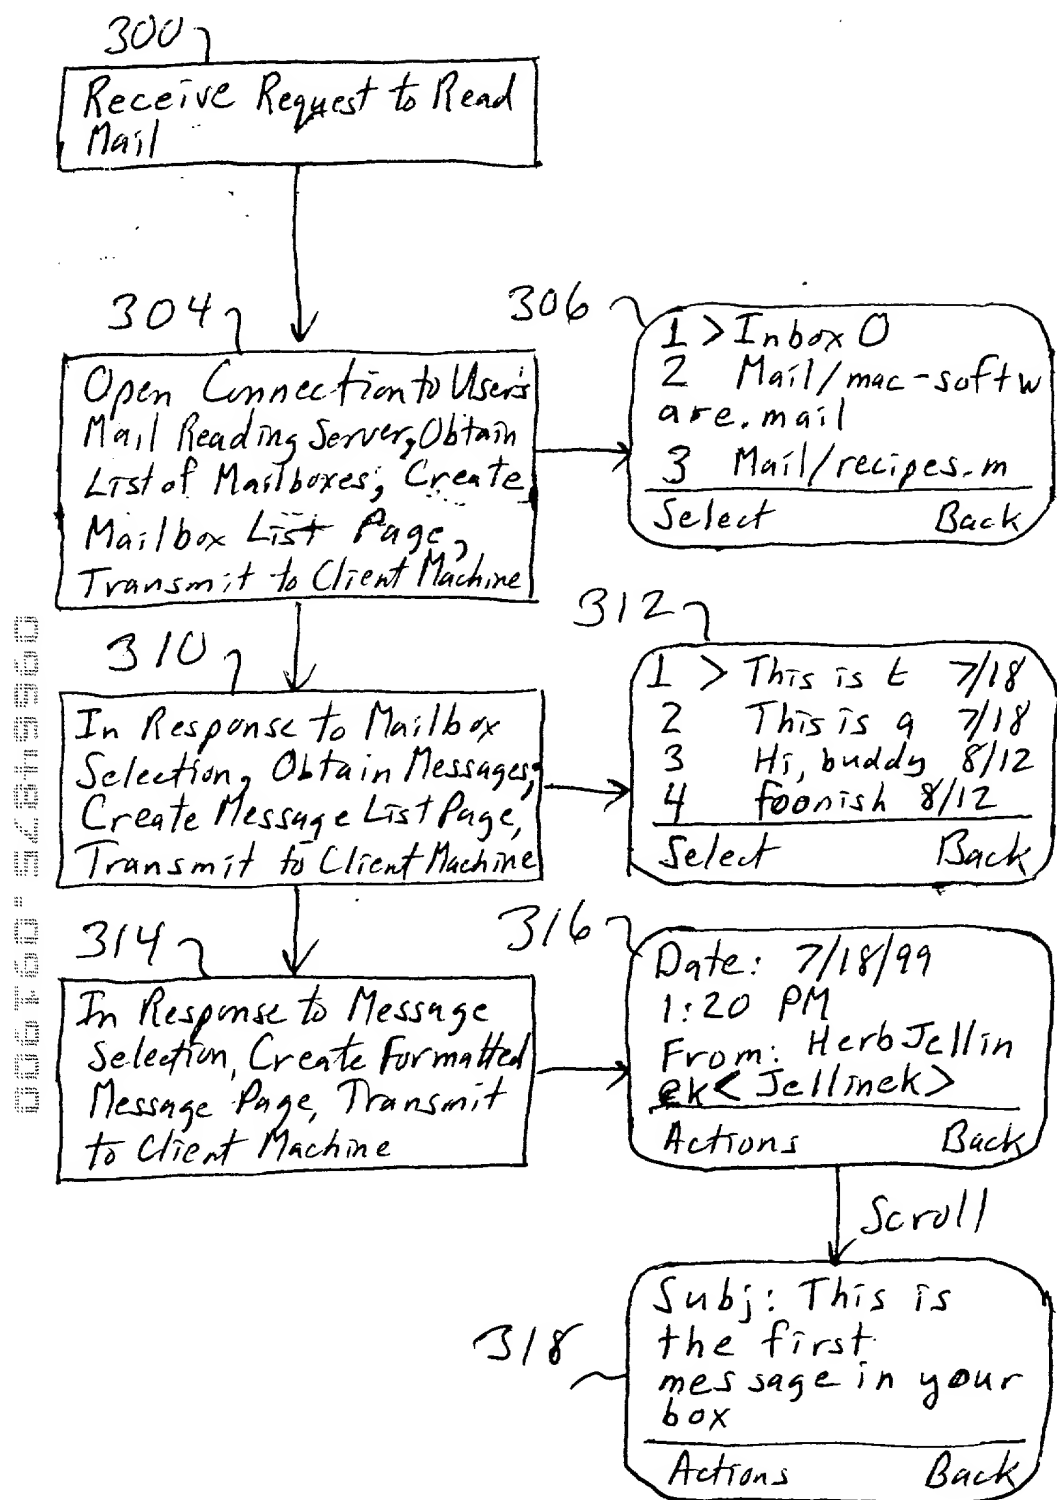 300
Receive Request to Read
Mail
304
Open Connection to User's
Mail Reading Server, Obtain
List of Mailboxes; Create
Mailbox List Page,
Transmit to Client Machine
306
1 > Inbox O
2 Mail/mac-softw
are.mail
3 Mail/recipes.m
Select Back
310
In Response to Mailbox
Selection, Obtain Messages,
Create Message List Page,
Transmit to Client Machine
312
1 > This is t 7/18
2 This is a 7/18
3 Hi, buddy 8/12
4 foonish 8/12
Select Back
314
In Response to Message
Selection, Create Formatted
Message Page, Transmit
to Client Machine
316
Date: 7/18/99
1:20 PM
From: Herb Jellin
ek<Jellinek>
Actions Back
Scroll
318
Subj: This is
the first
message in your
box
Actions Back